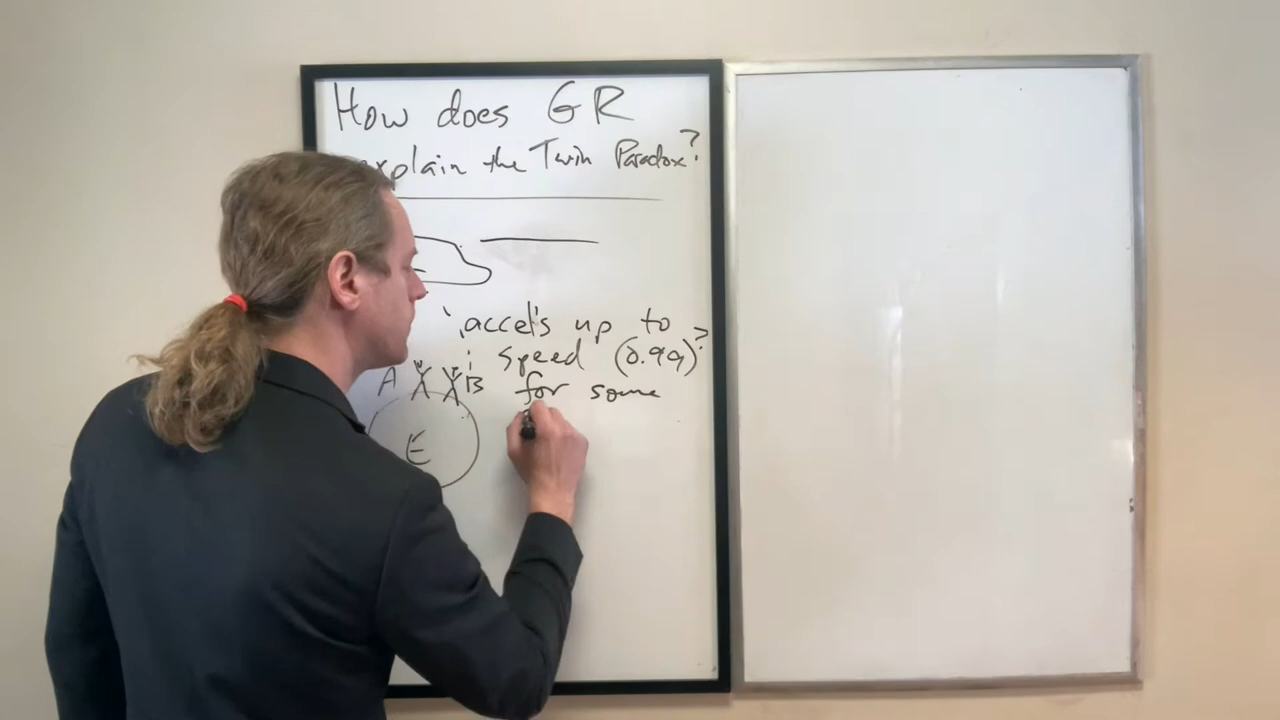 How does GR
explain the Twin Paradox?
accel's up to
speed (0.99)?
A B for some
E